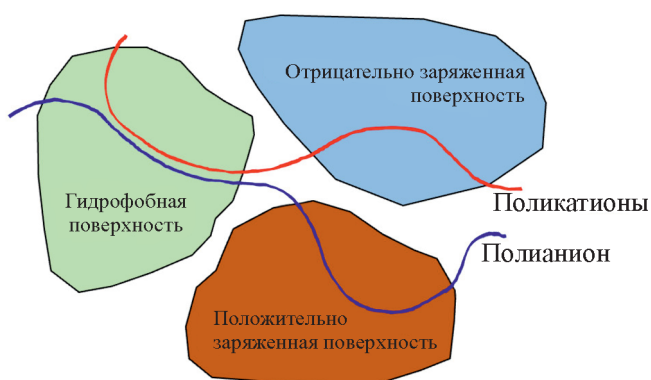 Отрицательно заряженная
поверхность
Гидрофобная
поверхность
Поликатионы
Полианион
Положительно
заряженная поверхность